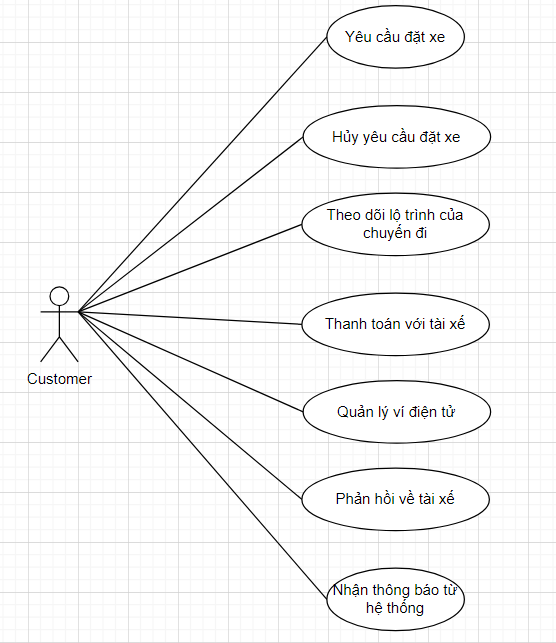 Yêu cầu đặt xe
Hủy yêu cầu đặt xe
Theo dõi lộ trình của
chuyến đi
Thanh toán với tài xế
Customer
Quản lý ví điện tử
Phản hồi về tài xế
Nhận thông báo từ
hệ thống